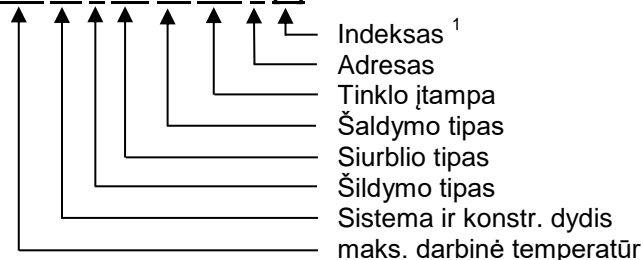 Indeksas 1
Adresas
Tinklo įtampa
Šaldymo tipas
Siurblio tipas
Šildymo tipas
Sistema ir konstr. dydis
maks. darbinė temperatūr